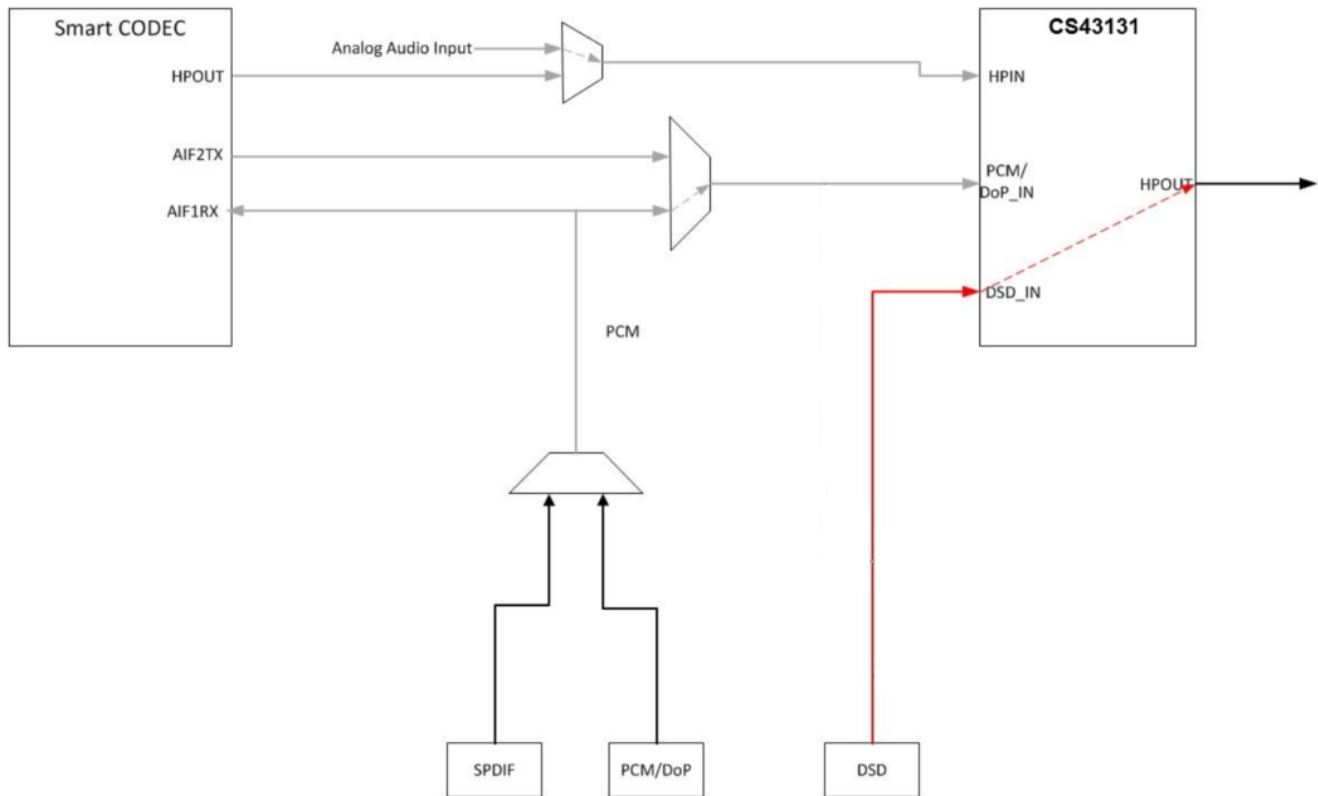 Smart CODEC
CS43131
Analog Audio Input
HPOUT
HPIN
AIF2TX
PCM/
DoP_IN
HPOUT
AIF1RX
DSD_IN
PCM
SPDIF
PCM/DoP
DSD